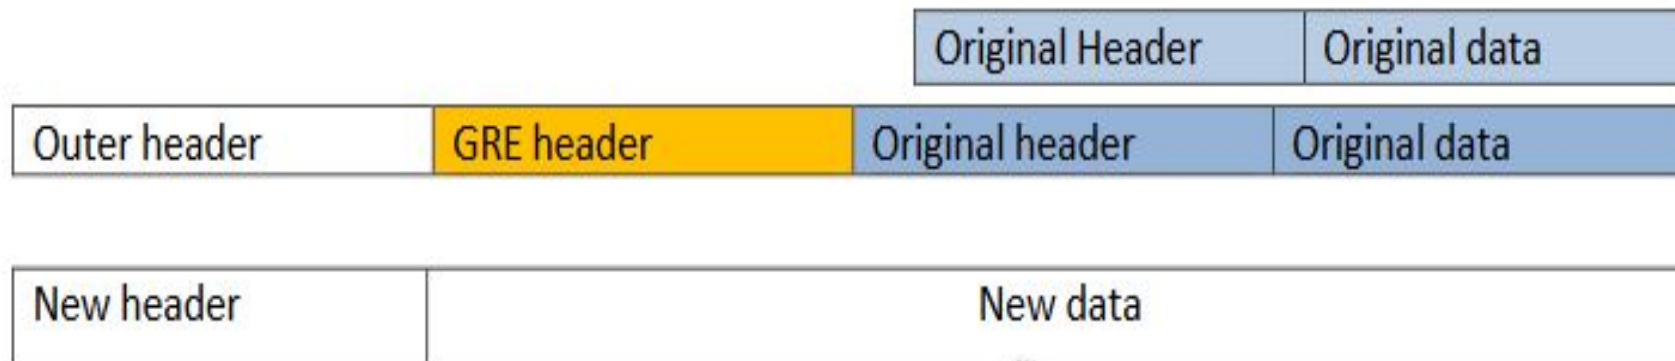 Original Header Original data
Outer header GRE header Original header Original data
New header New data